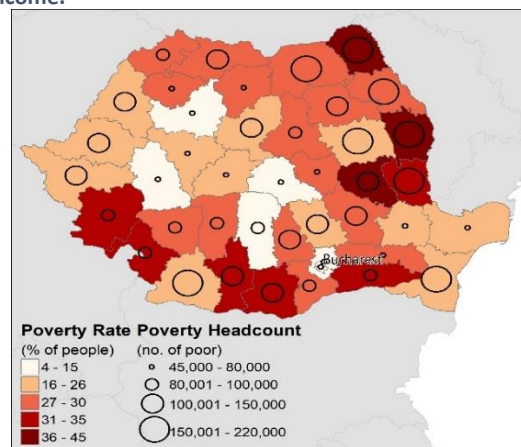 income.
Bucharest
Poverty Rate
(% of people)
4 - 15
16 - 26
27 - 30
31 - 35
36 - 45
Poverty Headcount
(no. of poor)
45,000 - 80,000
80,001 - 100,000
100,001 - 150,000
150,001 - 220,000